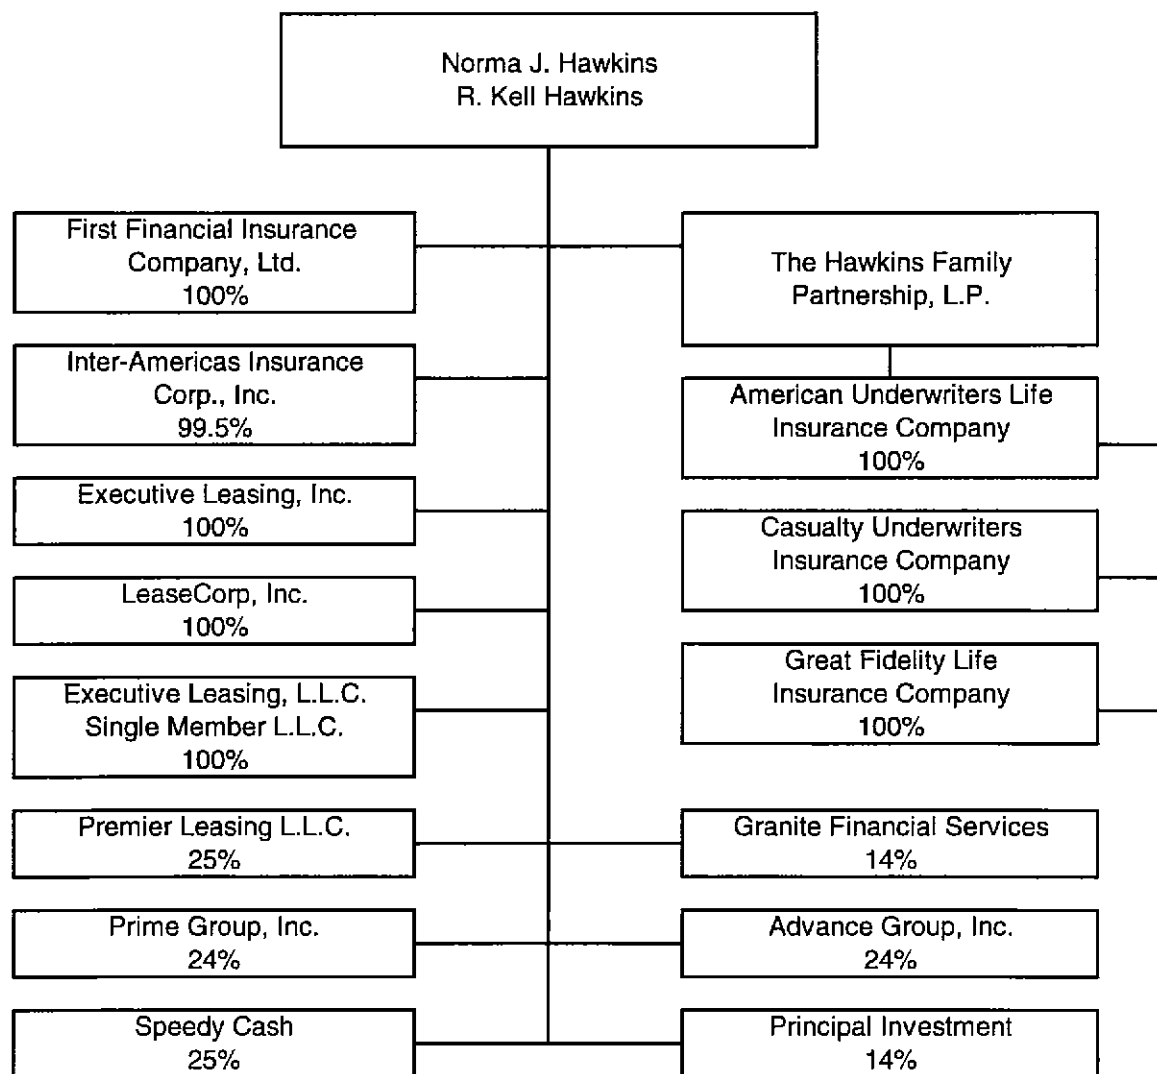 Norma J. Hawkins
R. Kell Hawkins
First Financial Insurance
Company, Ltd.
100%
The Hawkins Family
Partnership, L.P.
Inter-Americas Insurance
Corp., Inc.
99.5%
American Underwriters Life
Insurance Company
100%
Executive Leasing, Inc.
100%
Casualty Underwriters
Insurance Company
100%
LeaseCorp, Inc.
100%
Great Fidelity Life
Insurance Company
100%
Executive Leasing, L.L.C.
Single Member L.L.C.
100%
Premier Leasing L.L.C.
25%
Granite Financial Services
14%
Prime Group, Inc.
24%
Advance Group, Inc.
24%
Speedy Cash
25%
Principal Investment
14%